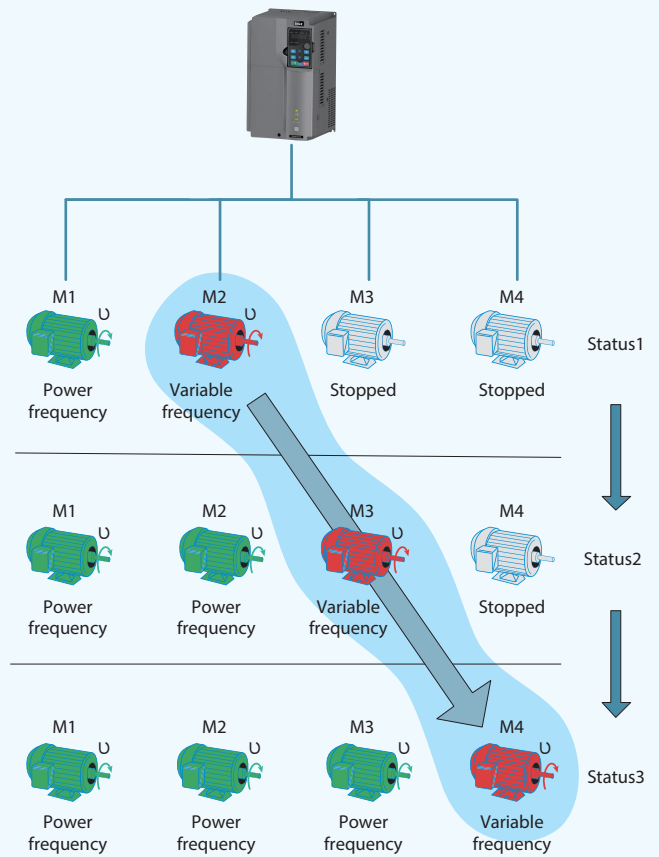 M1
M2
M3
M4
Power
frequency
Variable
frequency
Stopped
Stopped
Status1
M1
M2
M3
M4
Power
frequency
Power
frequency
Variable
frequency
Stopped
Status2
M1
M2
M3
M4
Power
frequency
Power
frequency
Power
frequency
Variable
frequency
Status3